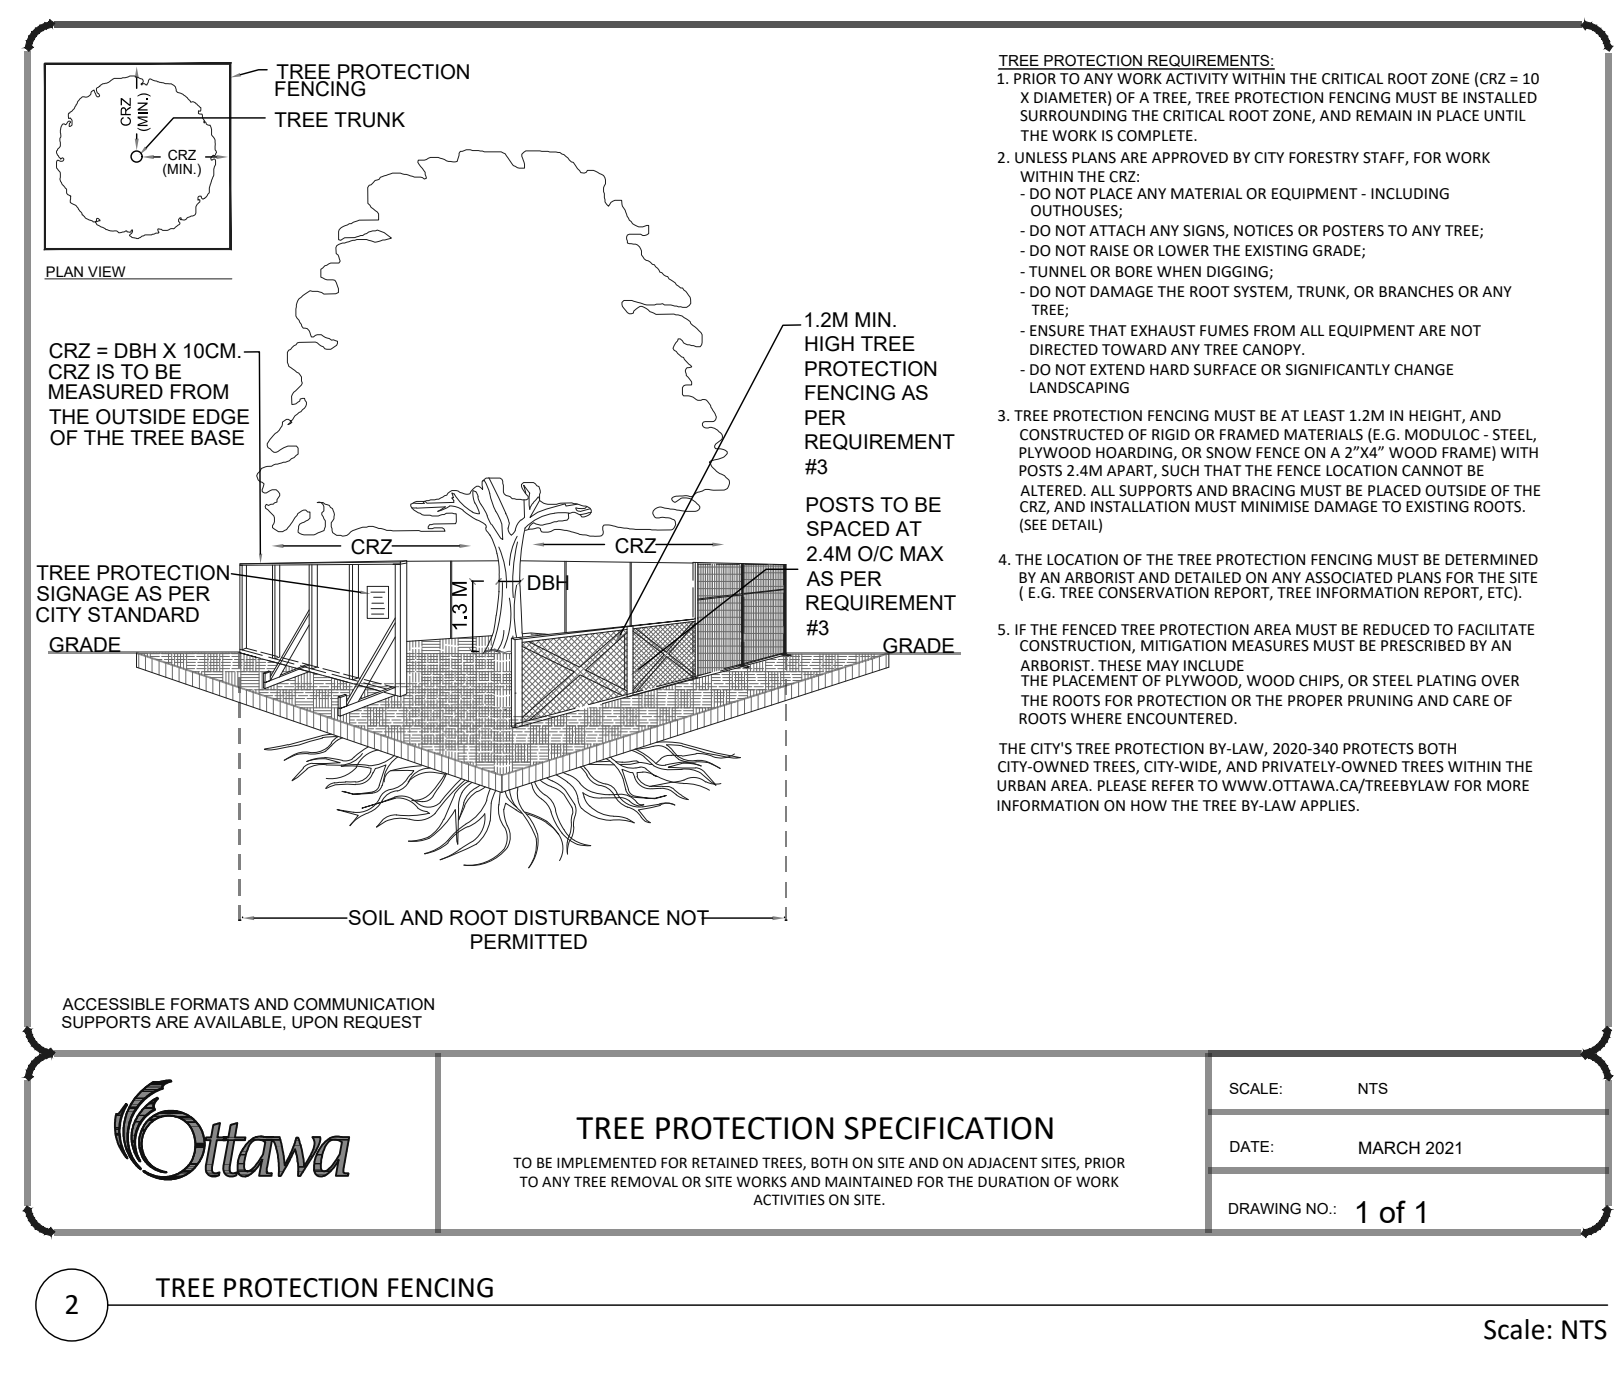 TREE PROTECTION
FENCING
TREE TRUNK
CRZ
(MIN.)
CRZ
(MIN.)
PLAN VIEW
CRZ = DBH X 10CM.
CRZ IS TO BE
MEASURED FROM
THE OUTSIDE EDGE
OF THE TREE BASE
1.2M MIN.
HIGH TREE
PROTECTION
FENCING AS
PER
REQUIREMENT
#3
POSTS TO BE
SPACED AT
2.4M O/C MAX
AS PER
REQUIREMENT
#3
CRZ
CRZ
TREE PROTECTION
SIGNAGE AS PER
CITY STANDARD
1.3 M
DBH
GRADE
GRADE
SOIL AND ROOT DISTURBANCE NOT
PERMITTED
ACCESSIBLE FORMATS AND COMMUNICATION
SUPPORTS ARE AVAILABLE, UPON REQUEST
TREE PROTECTION REQUIREMENTS:
1. PRIOR TO ANY WORK ACTIVITY WITHIN THE CRITICAL ROOT ZONE (CRZ = 10
X DIAMETER) OF A TREE, TREE PROTECTION FENCING MUST BE INSTALLED
SURROUNDING THE CRITICAL ROOT ZONE, AND REMAIN IN PLACE UNTIL
THE WORK IS COMPLETE.
2. UNLESS PLANS ARE APPROVED BY CITY FORESTRY STAFF, FOR WORK
WITHIN THE CRZ:
- DO NOT PLACE ANY MATERIAL OR EQUIPMENT - INCLUDING
OUTHOUSES;
- DO NOT ATTACH ANY SIGNS, NOTICES OR POSTERS TO ANY TREE;
- DO NOT RAISE OR LOWER THE EXISTING GRADE;
- TUNNEL OR BORE WHEN DIGGING;
- DO NOT DAMAGE THE ROOT SYSTEM, TRUNK, OR BRANCHES OR ANY
TREE;
- ENSURE THAT EXHAUST FUMES FROM ALL EQUIPMENT ARE NOT
DIRECTED TOWARD ANY TREE CANOPY.
- DO NOT EXTEND HARD SURFACE OR SIGNIFICANTLY CHANGE
LANDSCAPING
3. TREE PROTECTION FENCING MUST BE AT LEAST 1.2M IN HEIGHT, AND
CONSTRUCTED OF RIGID OR FRAMED MATERIALS (E.G. MODULOC - STEEL,
PLYWOOD HOARDING, OR SNOW FENCE ON A 2”X4” WOOD FRAME) WITH
POSTS 2.4M APART, SUCH THAT THE FENCE LOCATION CANNOT BE
ALTERED. ALL SUPPORTS AND BRACING MUST BE PLACED OUTSIDE OF THE
CRZ, AND INSTALLATION MUST MINIMISE DAMAGE TO EXISTING ROOTS.
(SEE DETAIL)
4. THE LOCATION OF THE TREE PROTECTION FENCING MUST BE DETERMINED
BY AN ARBORIST AND DETAILED ON ANY ASSOCIATED PLANS FOR THE SITE
( E.G. TREE CONSERVATION REPORT, TREE INFORMATION REPORT, ETC).
5. IF THE FENCED TREE PROTECTION AREA MUST BE REDUCED TO FACILITATE
CONSTRUCTION, MITIGATION MEASURES MUST BE PRESCRIBED BY AN
ARBORIST. THESE MAY INCLUDE
THE PLACEMENT OF PLYWOOD, WOOD CHIPS, OR STEEL PLATING OVER
THE ROOTS FOR PROTECTION OR THE PROPER PRUNING AND CARE OF
ROOTS WHERE ENCOUNTERED.
THE CITY'S TREE PROTECTION BY-LAW, 2020-340 PROTECTS BOTH
CITY-OWNED TREES, CITY-WIDE, AND PRIVATELY-OWNED TREES WITHIN THE
URBAN AREA. PLEASE REFER TO WWW.OTTAWA.CA/TREEBYLAW FOR MORE
INFORMATION ON HOW THE TREE BY-LAW APPLIES.
Ottawa
TREE PROTECTION SPECIFICATION
TO BE IMPLEMENTED FOR RETAINED TREES, BOTH ON SITE AND ON ADJACENT SITES, PRIOR
TO ANY TREE REMOVAL OR SITE WORKS AND MAINTAINED FOR THE DURATION OF WORK
ACTIVITIES ON SITE.
SCALE: NTS
DATE: MARCH 2021
DRAWING NO.: 1 of 1
2 TREE PROTECTION FENCING
Scale: NTS